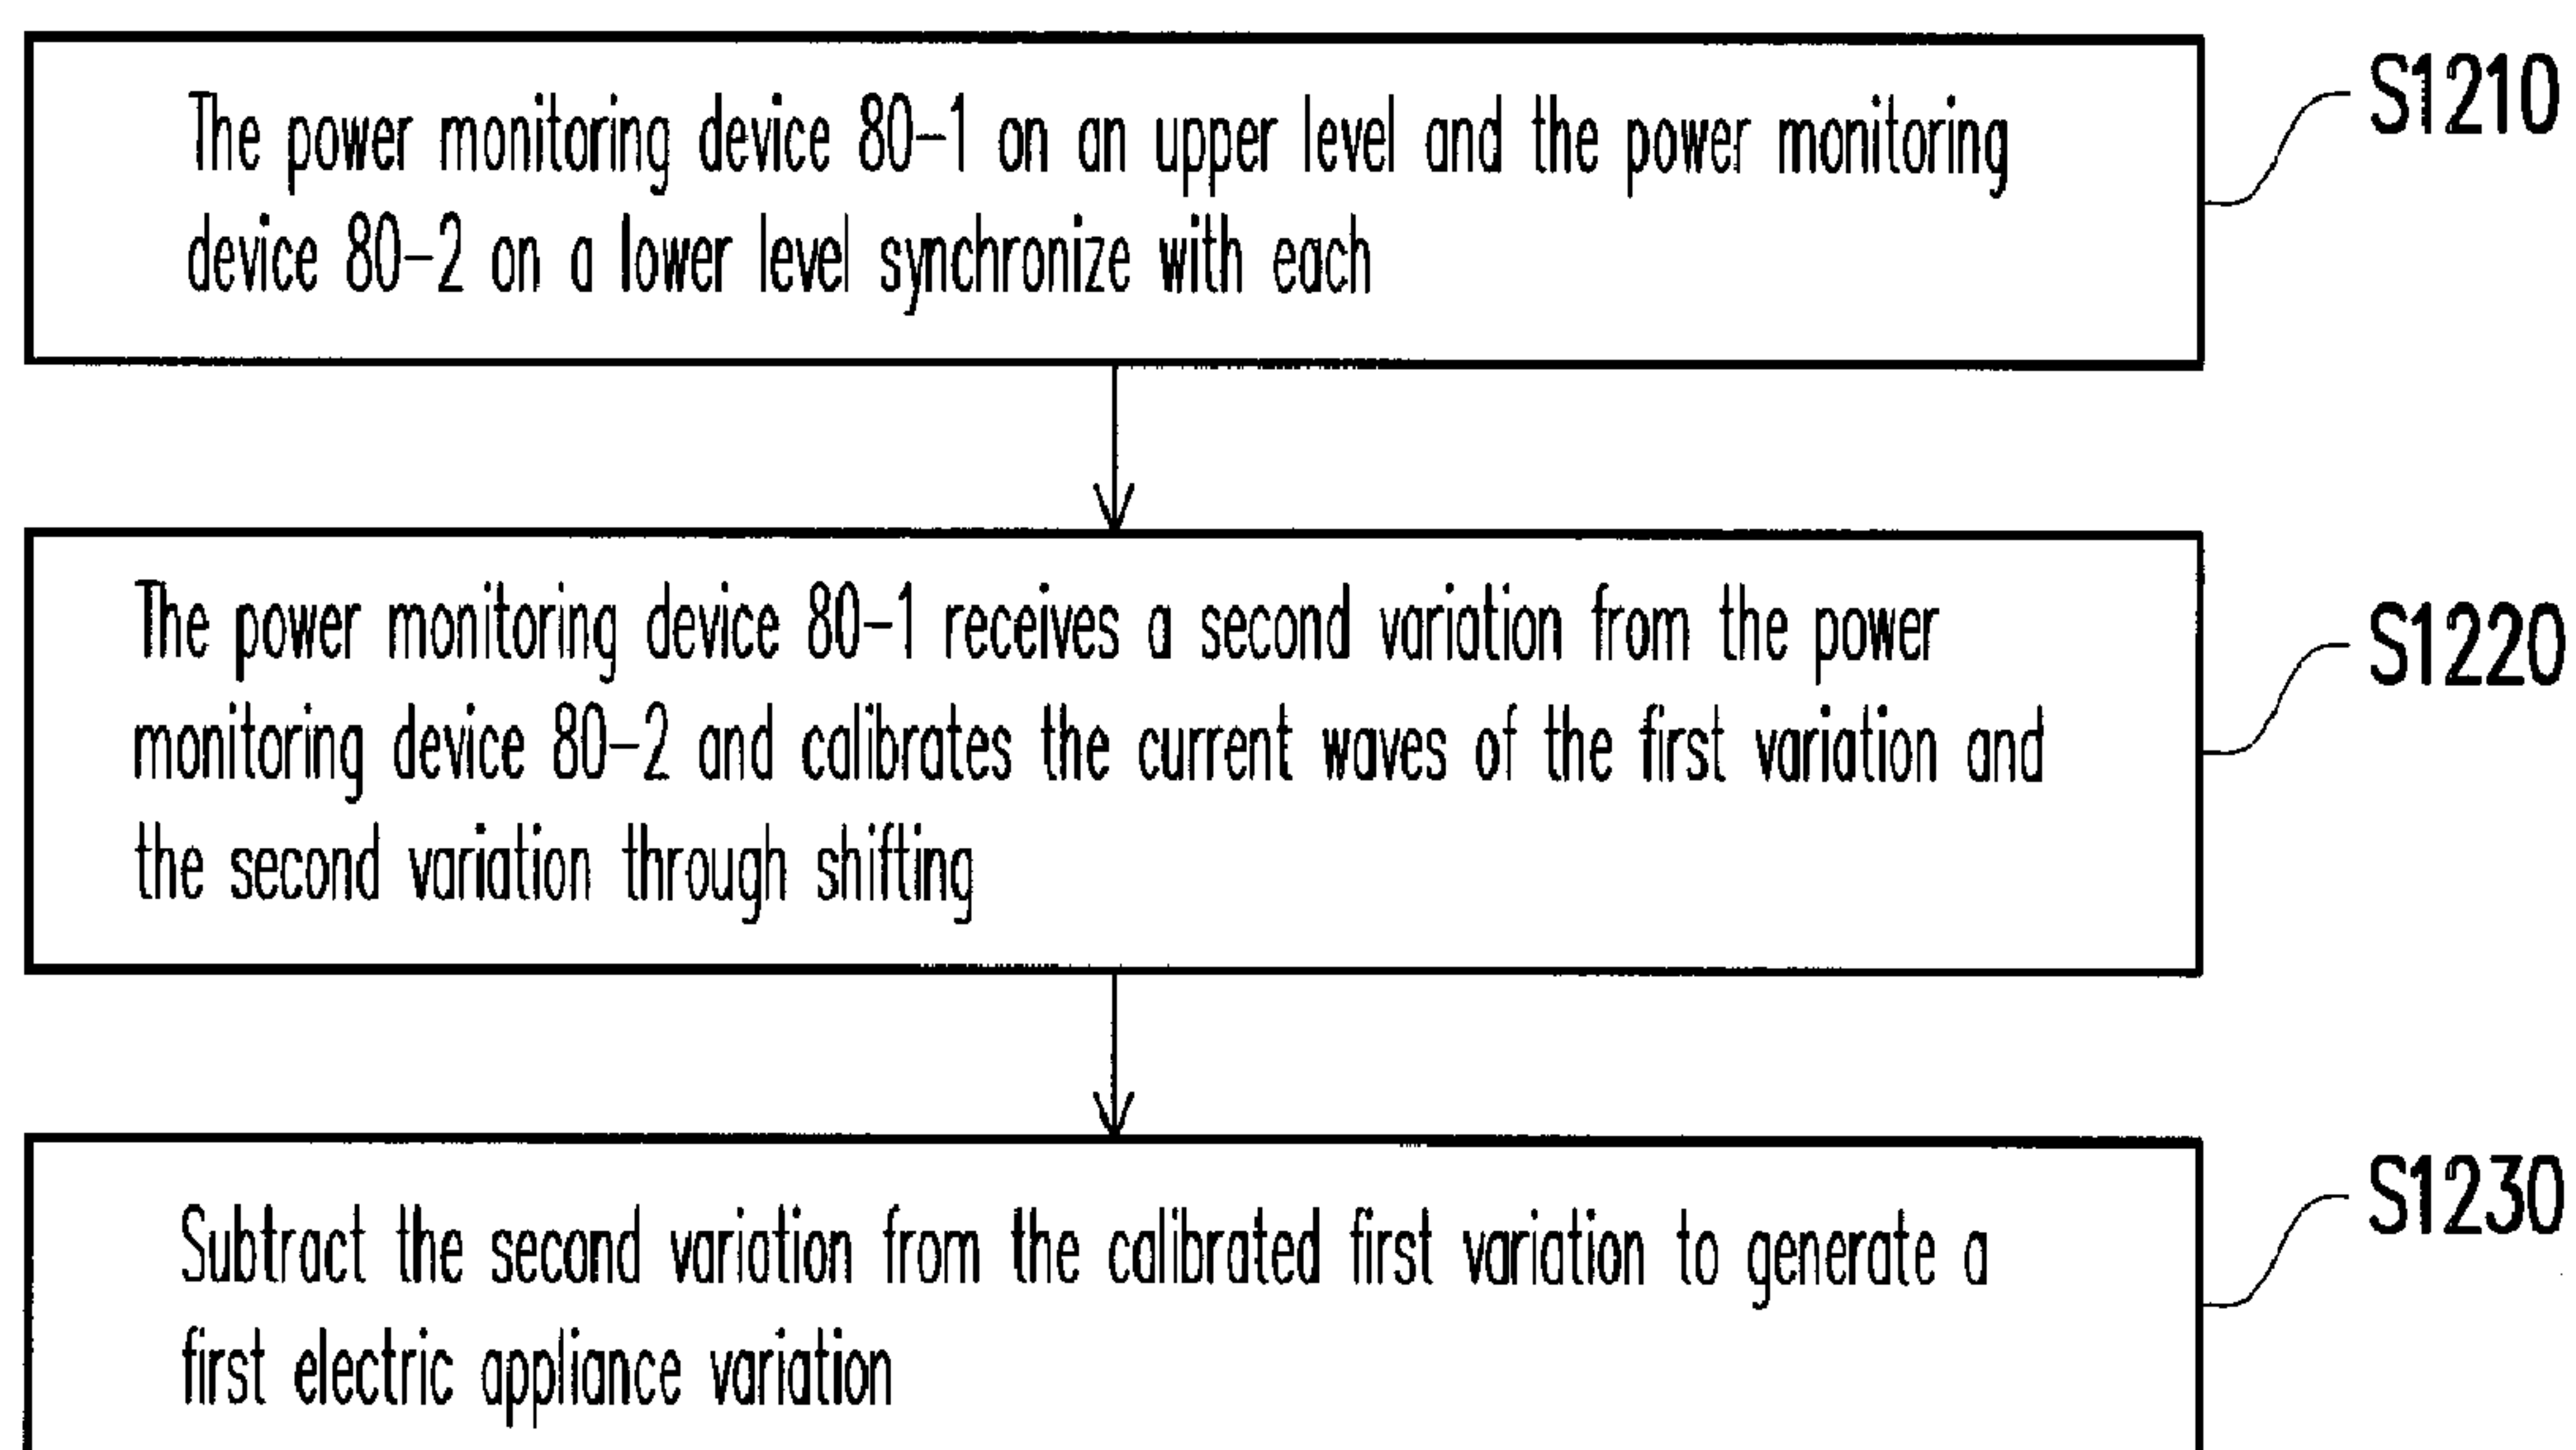 The power monitoring device 80-1 on an upper level and the power monitoring
device 80-2 on a lower level synchronize with each
S1210
The power monitoring device 80-1 receives a second variation from the power
monitoring device 80-2 and calibrates the current waves of the first variation and
the second variation through shifting
S1220
Subtract the second variation from the calibrated first variation to generate a
first electric appliance variation
S1230